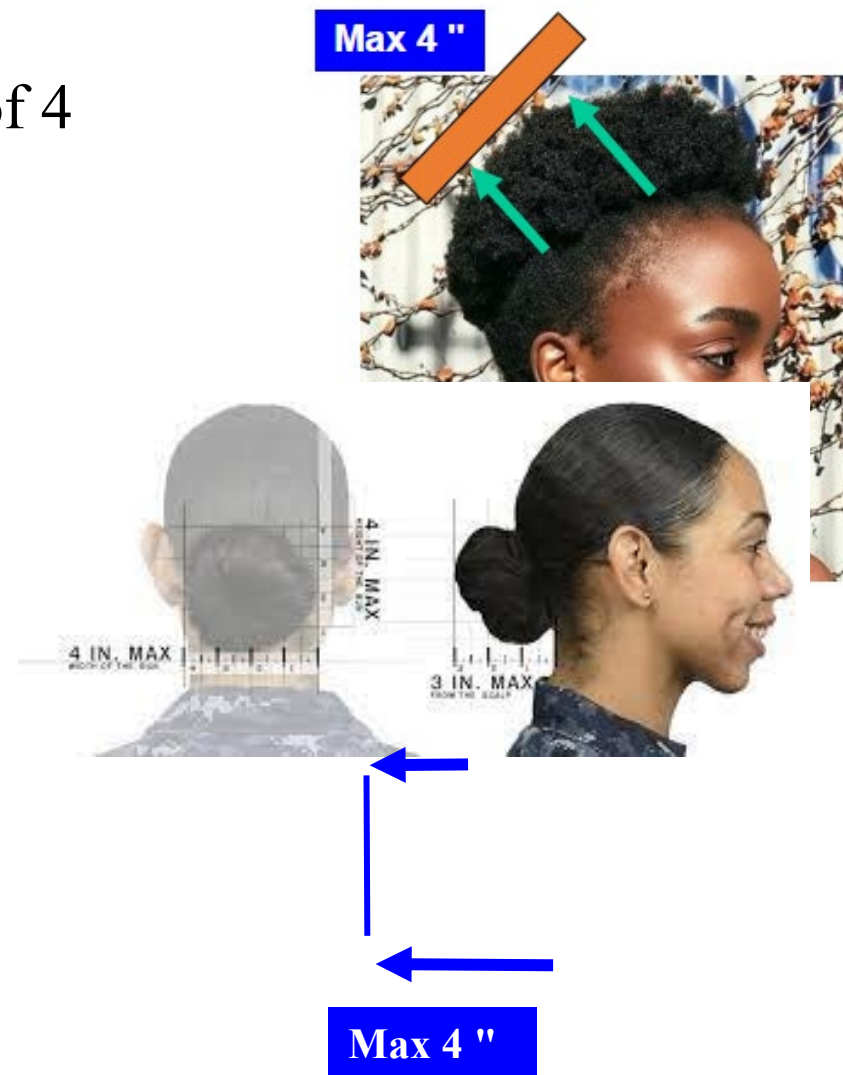 Max 4 "
of 4
4 IN. MAX
HEIGHT OF THE BUN
4 IN. MAX
WIDTH OF THE BUN
3 IN. MAX
FROM THE SCALP
Max 4 "